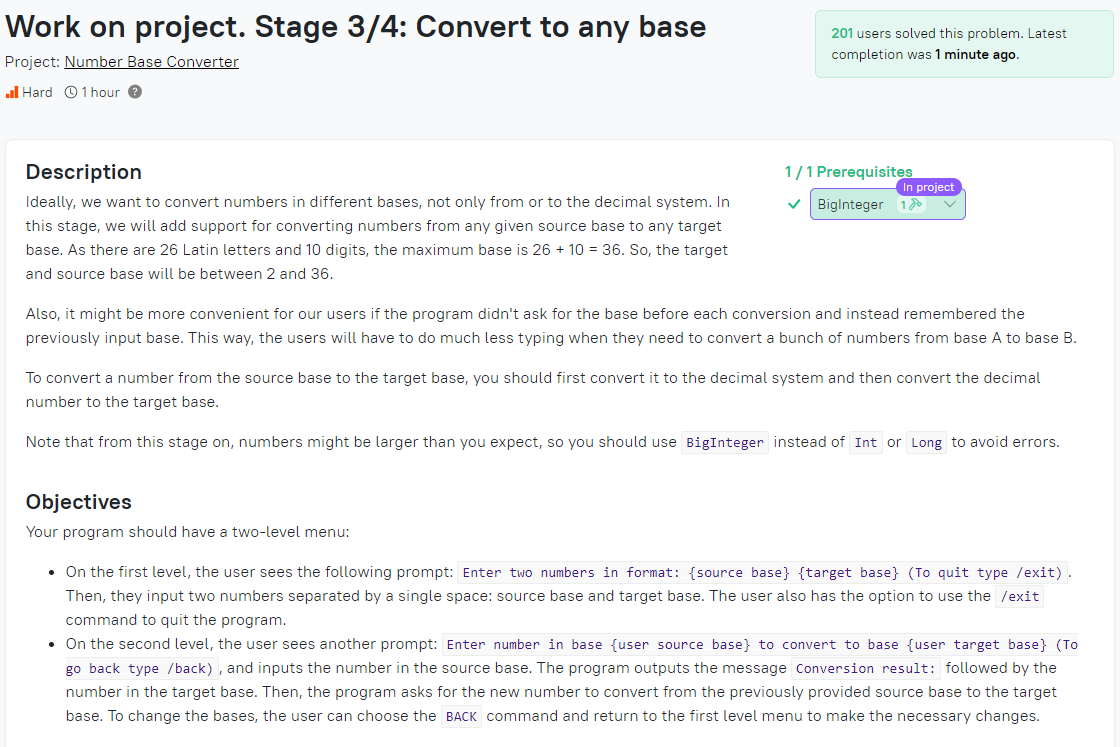 Work on project. Stage 3/4: Convert to any base
Project: Number Base Converter
Hard 1 hour ?
201 users solved this problem. Latest
completion was 1 minute ago.
Description
Ideally, we want to convert numbers in different bases, not only from or to the decimal system. In
this stage, we will add support for converting numbers from any given source base to any target
base. As there are 26 Latin letters and 10 digits, the maximum base is 26 + 10 = 36. So, the target
and source base will be between 2 and 36.
1 / 1 Prerequisites
In project
BigInteger 1
Also, it might be more convenient for our users if the program didn't ask for the base before each conversion and instead remembered the
previously input base. This way, the users will have to do much less typing when they need to convert a bunch of numbers from base A to base B.
To convert a number from the source base to the target base, you should first convert it to the decimal system and then convert the decimal
number to the target base.
Note that from this stage on, numbers might be larger than you expect, so you should use BigInteger instead of Int or Long to avoid errors.
Objectives
Your program should have a two-level menu:
• On the first level, the user sees the following prompt: Enter two numbers in format: {source base} {target base} (To quit type /exit).
Then, they input two numbers separated by a single space: source base and target base. The user also has the option to use the /exit
command to quit the program.
• On the second level, the user sees another prompt: Enter number in base {user source base} to convert to base {user target base} (To
go back type /back), and inputs the number in the source base. The program outputs the message Conversion result: followed by the
number in the target base. Then, the program asks for the new number to convert from the previously provided source base to the target
base. To change the bases, the user can choose the BACK command and return to the first level menu to make the necessary changes.